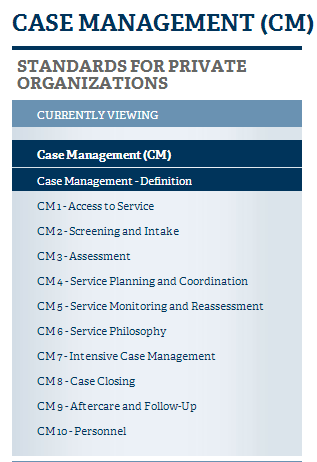 CASE MANAGEMENT (CM)
STANDARDS FOR PRIVATE
ORGANIZATIONS
CURRENTLY VIEWING
Case Management (CM)
Case Management - Definition
CM 1 - Access to Service
CM 2 - Screening and Intake
CM 3 - Assessment
CM 4 - Service Planning and Coordination
CM 5 - Service Monitoring and Reassessment
CM 6 - Service Philosophy
CM 7 - Intensive Case Management
CM 8 - Case Closing
CM 9 - Aftercare and Follow-Up
CM 10 - Personnel